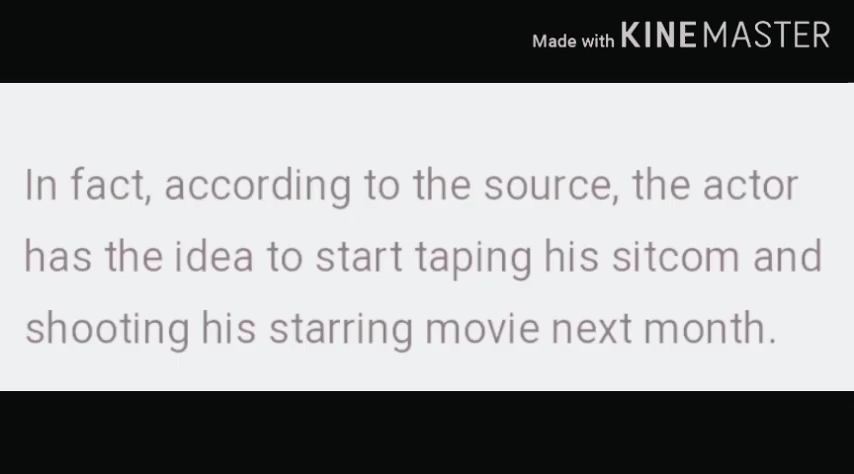 Made with KINEMASTER
In fact, according to the source, the actor
has the idea to start taping his sitcom and
shooting his starring movie next month.